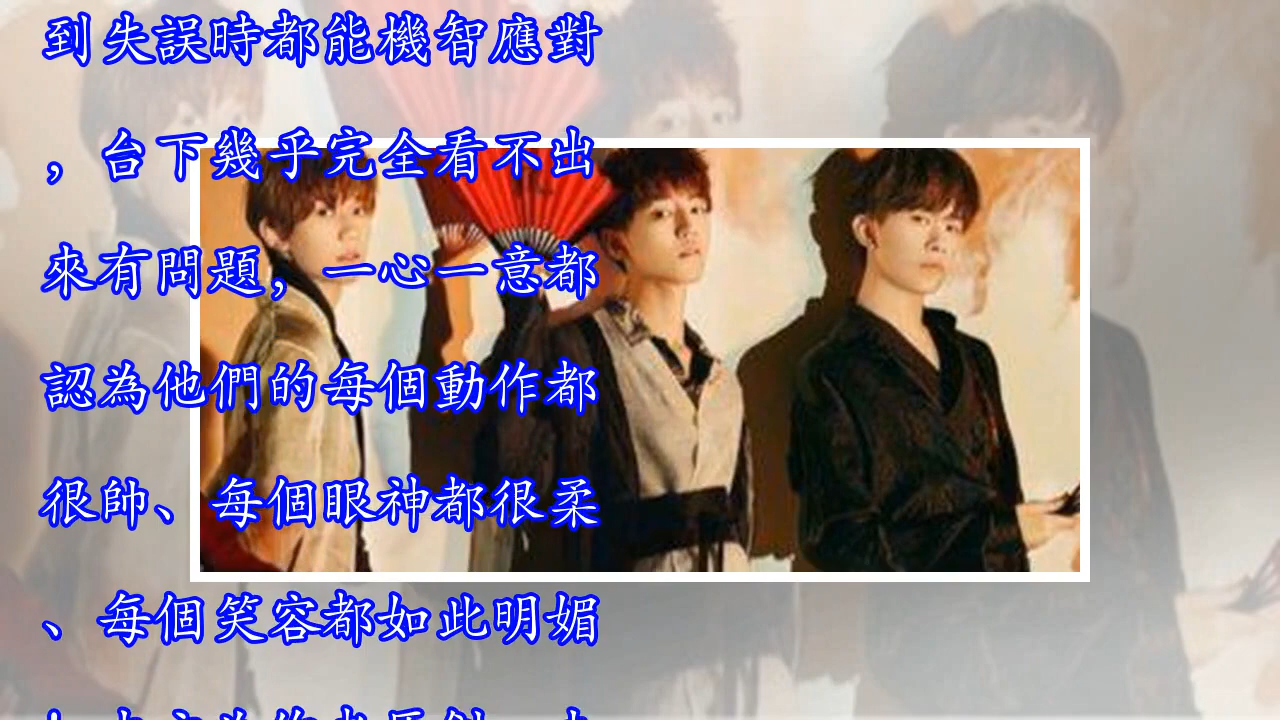 到失誤時都能機智應對
，台下幾乎完全看不出
來有問題，一心一意都
認為他們的每個動作都
很帥、每個眼神都很柔
、每個笑容都如此明媚